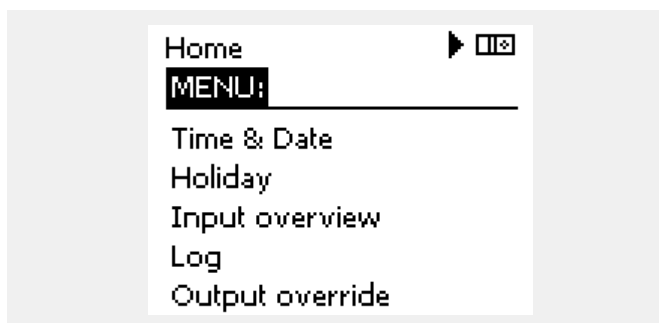 Home
MENU:
Time & Date
Holiday
Input overview
Log
Output override